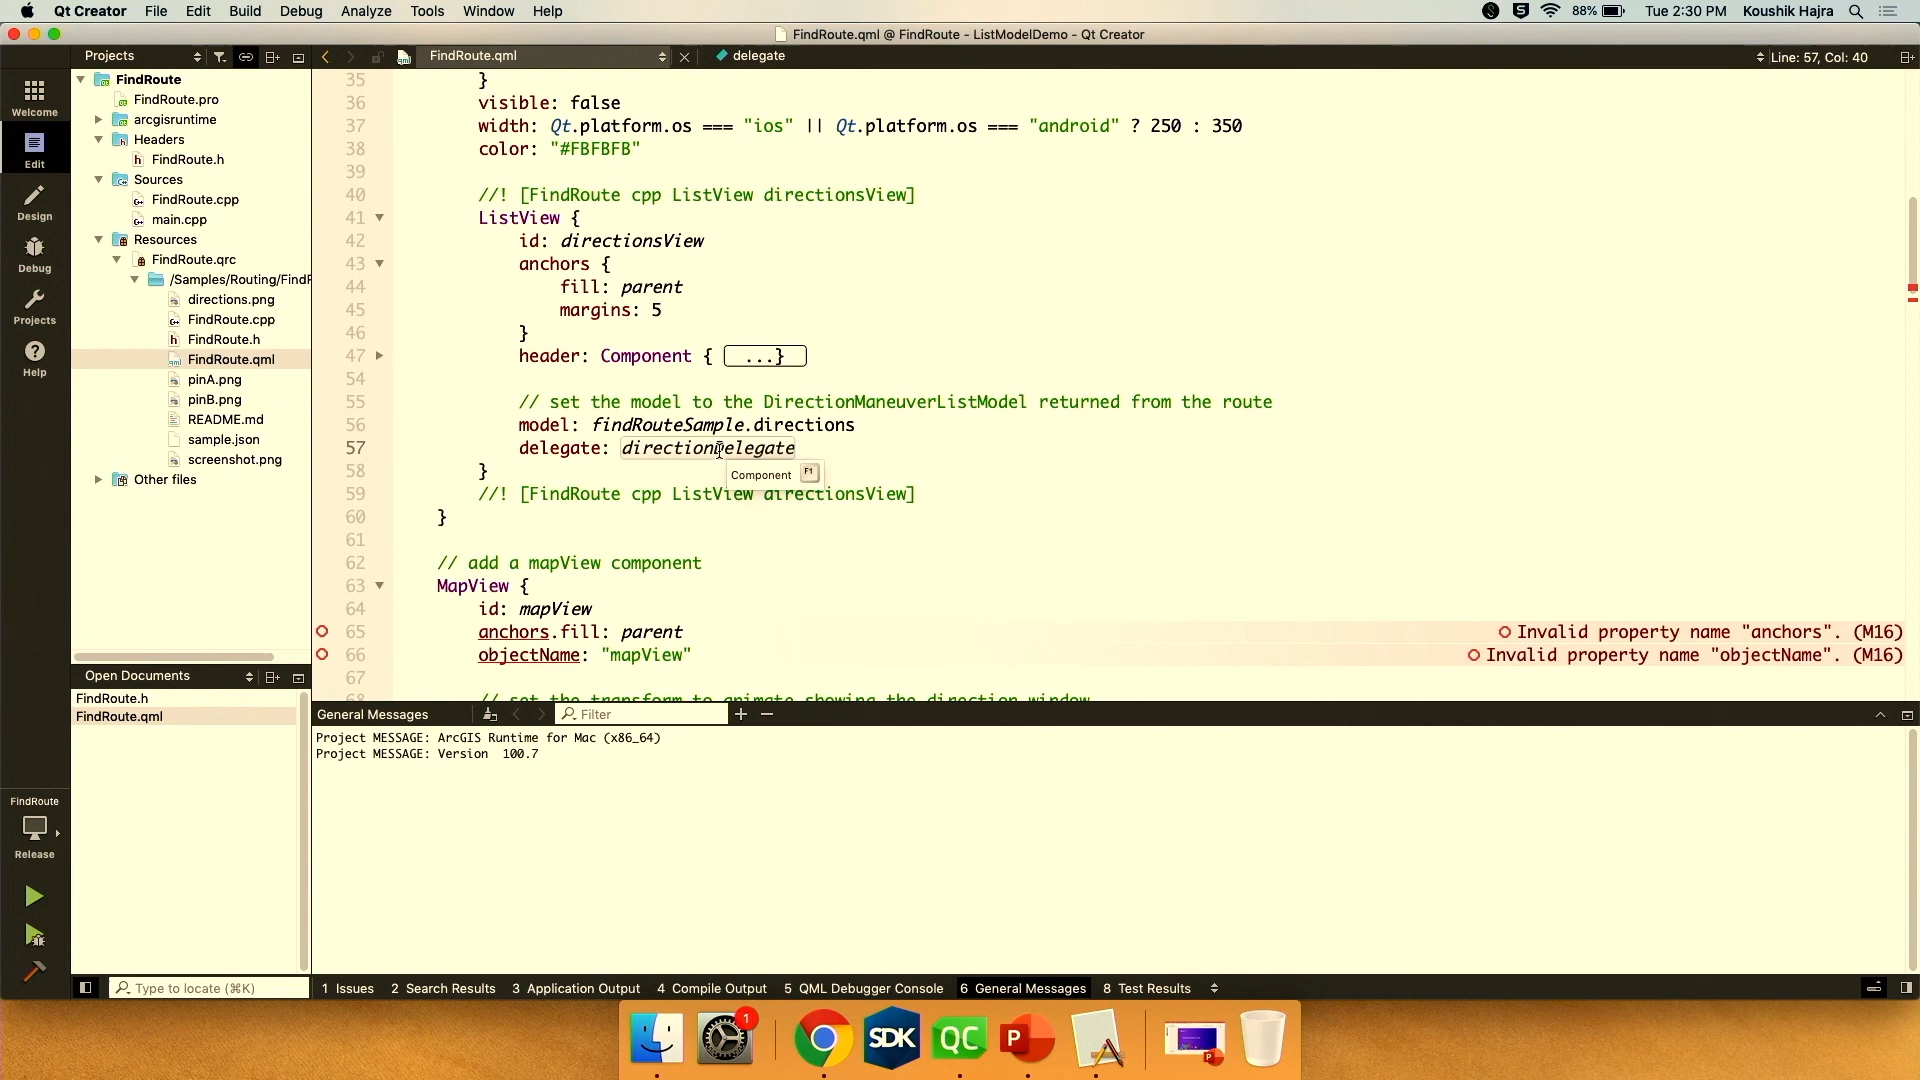 Qt Creator File Edit Build Debug Analyze Tools Window Help
88% Tue 2:30 PM Koushik Hajra
FindRoute.qml @ FindRoute - ListModelDemo - Qt Creator
Projects
FindRoute.qml
delegate
Line: 57, Col: 40
Welcome
Edit
Design
Debug
Projects
Help
FindRoute
FindRoute.pro
arcgisruntime
Headers
FindRoute.h
Sources
FindRoute.cpp
main.cpp
Resources
FindRoute.qrc
/Samples/Routing/FindR
directions.png
FindRoute.cpp
FindRoute.h
FindRoute.qml
pinA.png
pinB.png
README.md
sample.json
screenshot.png
Other files
35 }
36 visible: false
37 width: Qt.platform.os === "ios" || Qt.platform.os === "android" ? 250 : 350
38 color: "#FBFBFB"
39
40 //! [FindRoute cpp ListView directionsView]
41 ListView {
42 id: directionsView
43 anchors {
44 fill: parent
45 margins: 5
46 }
47 header: Component { ...}
54
55 // set the model to the DirectionManeuverListModel returned from the route
56 model: findRouteSample.directions
57 delegate: directionDelegate
Component F1
58 }
59 //! [FindRoute cpp ListView directionsView]
60 }
61
62 // add a mapView component
63 MapView {
64 id: mapView
65 anchors.fill: parent Invalid property name "anchors". (M16)
66 objectName: "mapView" Invalid property name "objectName". (M16)
67
68 // set the transform to animate showing the direction window
Open Documents
FindRoute.h
FindRoute.qml
General Messages
Filter
Project MESSAGE: ArcGIS Runtime for Mac (x86_64)
Project MESSAGE: Version 100.7
FindRoute
Release
Type to locate (⌘K)
1 Issues 2 Search Results 3 Application Output 4 Compile Output 5 QML Debugger Console 6 General Messages 8 Test Results
1
SDK
QC
P